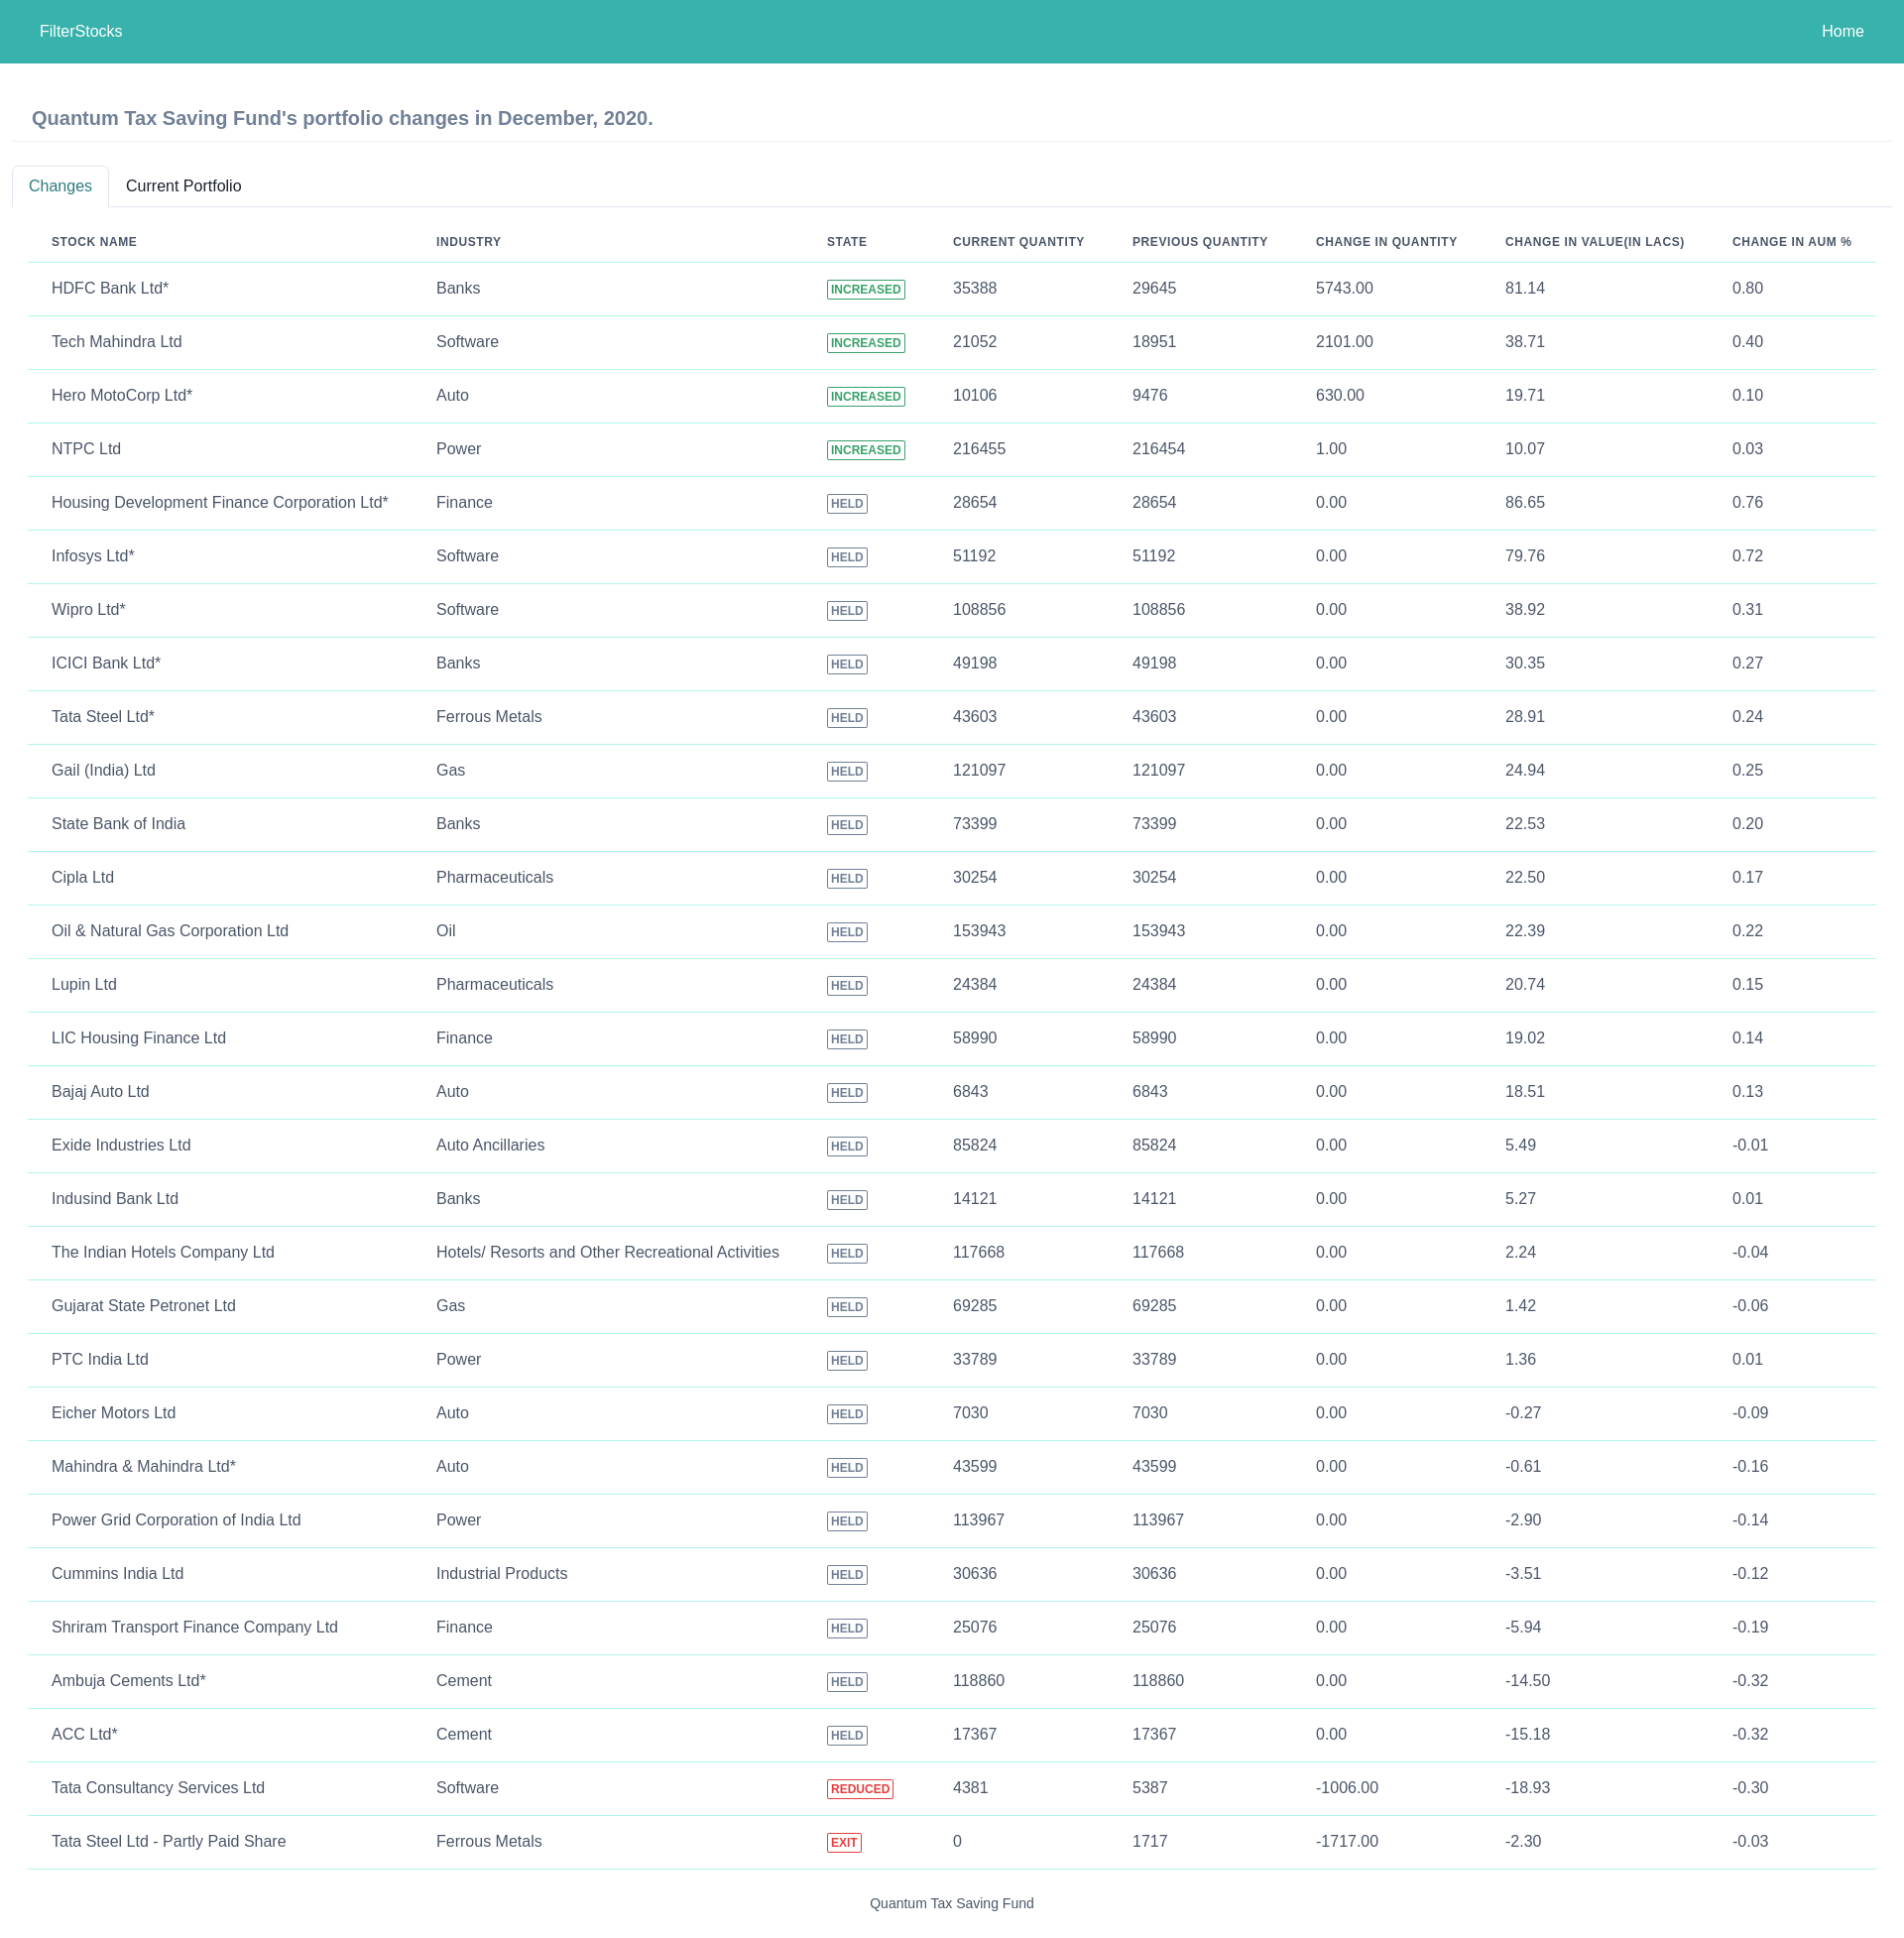 FilterStocks Home
Quantum Tax Saving Fund's portfolio changes in December, 2020.
Changes Current Portfolio
STOCK NAME INDUSTRY STATE CURRENT QUANTITY PREVIOUS QUANTITY CHANGE IN QUANTITY CHANGE IN VALUE(IN LACS) CHANGE IN AUM %
HDFC Bank Ltd* Banks INCREASED 35388 29645 5743.00 81.14 0.80
Tech Mahindra Ltd Software INCREASED 21052 18951 2101.00 38.71 0.40
Hero MotoCorp Ltd* Auto INCREASED 10106 9476 630.00 19.71 0.10
NTPC Ltd Power INCREASED 216455 216454 1.00 10.07 0.03
Housing Development Finance Corporation Ltd* Finance HELD 28654 28654 0.00 86.65 0.76
Infosys Ltd* Software HELD 51192 51192 0.00 79.76 0.72
Wipro Ltd* Software HELD 108856 108856 0.00 38.92 0.31
ICICI Bank Ltd* Banks HELD 49198 49198 0.00 30.35 0.27
Tata Steel Ltd* Ferrous Metals HELD 43603 43603 0.00 28.91 0.24
Gail (India) Ltd Gas HELD 121097 121097 0.00 24.94 0.25
State Bank of India Banks HELD 73399 73399 0.00 22.53 0.20
Cipla Ltd Pharmaceuticals HELD 30254 30254 0.00 22.50 0.17
Oil & Natural Gas Corporation Ltd Oil HELD 153943 153943 0.00 22.39 0.22
Lupin Ltd Pharmaceuticals HELD 24384 24384 0.00 20.74 0.15
LIC Housing Finance Ltd Finance HELD 58990 58990 0.00 19.02 0.14
Bajaj Auto Ltd Auto HELD 6843 6843 0.00 18.51 0.13
Exide Industries Ltd Auto Ancillaries HELD 85824 85824 0.00 5.49 -0.01
Indusind Bank Ltd Banks HELD 14121 14121 0.00 5.27 0.01
The Indian Hotels Company Ltd Hotels/ Resorts and Other Recreational Activities HELD 117668 117668 0.00 2.24 -0.04
Gujarat State Petronet Ltd Gas HELD 69285 69285 0.00 1.42 -0.06
PTC India Ltd Power HELD 33789 33789 0.00 1.36 0.01
Eicher Motors Ltd Auto HELD 7030 7030 0.00 -0.27 -0.09
Mahindra & Mahindra Ltd* Auto HELD 43599 43599 0.00 -0.61 -0.16
Power Grid Corporation of India Ltd Power HELD 113967 113967 0.00 -2.90 -0.14
Cummins India Ltd Industrial Products HELD 30636 30636 0.00 -3.51 -0.12
Shriram Transport Finance Company Ltd Finance HELD 25076 25076 0.00 -5.94 -0.19
Ambuja Cements Ltd* Cement HELD 118860 118860 0.00 -14.50 -0.32
ACC Ltd* Cement HELD 17367 17367 0.00 -15.18 -0.32
Tata Consultancy Services Ltd Software REDUCED 4381 5387 -1006.00 -18.93 -0.30
Tata Steel Ltd - Partly Paid Share Ferrous Metals EXIT 0 1717 -1717.00 -2.30 -0.03
Quantum Tax Saving Fund